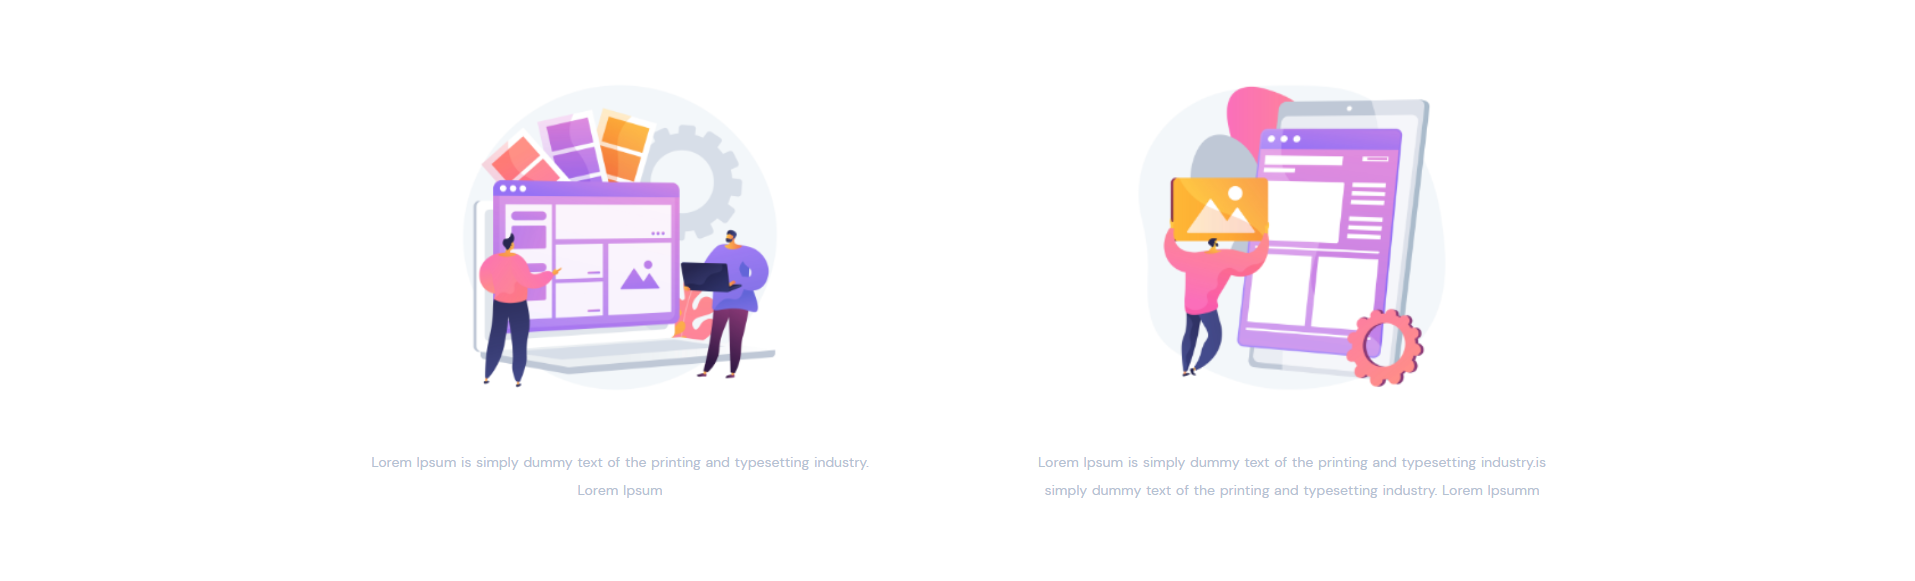 Lorem Ipsum is simply dummy text of the printing and typesetting industry.
Lorem Ipsum
Lorem Ipsum is simply dummy text of the printing and typesetting industry.is
simply dummy text of the printing and typesetting industry. Lorem Ipsumm